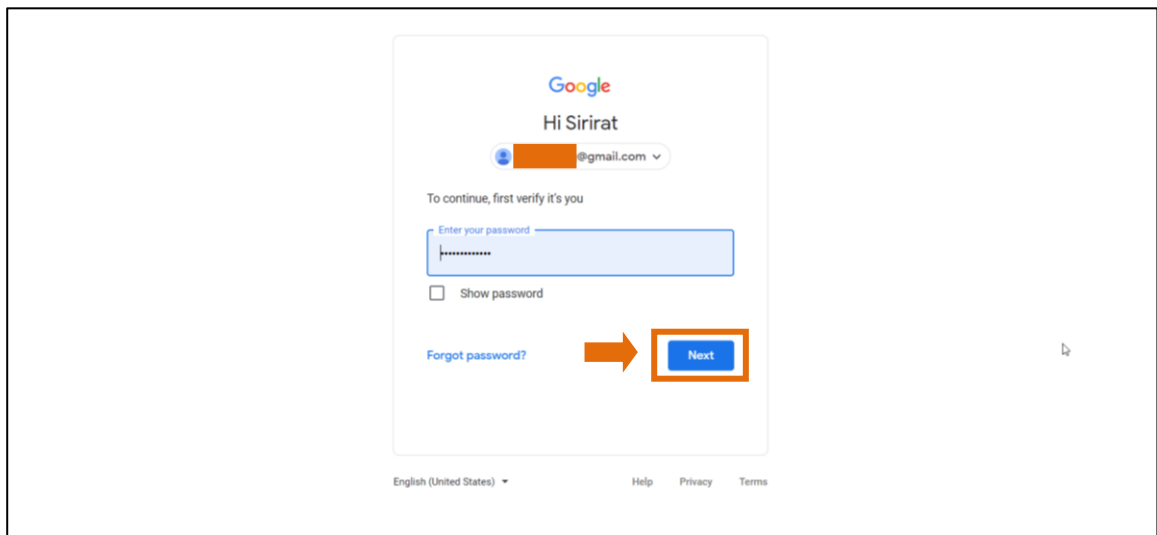 Google
Hi Sirirat
@gmail.com
To continue, first verify it's you
Enter your password
•••••••••••••
Show password
Forgot password?
Next
English (United States)
Help Privacy Terms